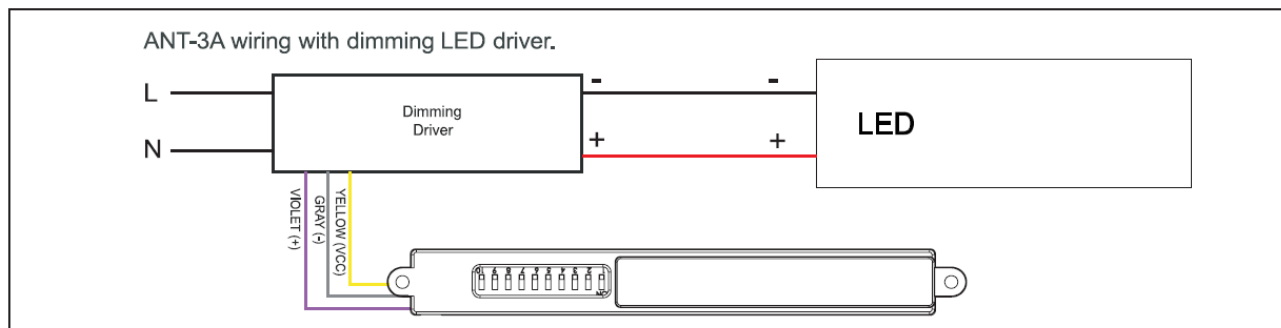 ANT-3A wiring with dimming LED driver.
L
N
Dimming
Driver
-
+
-
+
LED
VIOLET (+)
GRAY (-)
YELLOW (VCC)